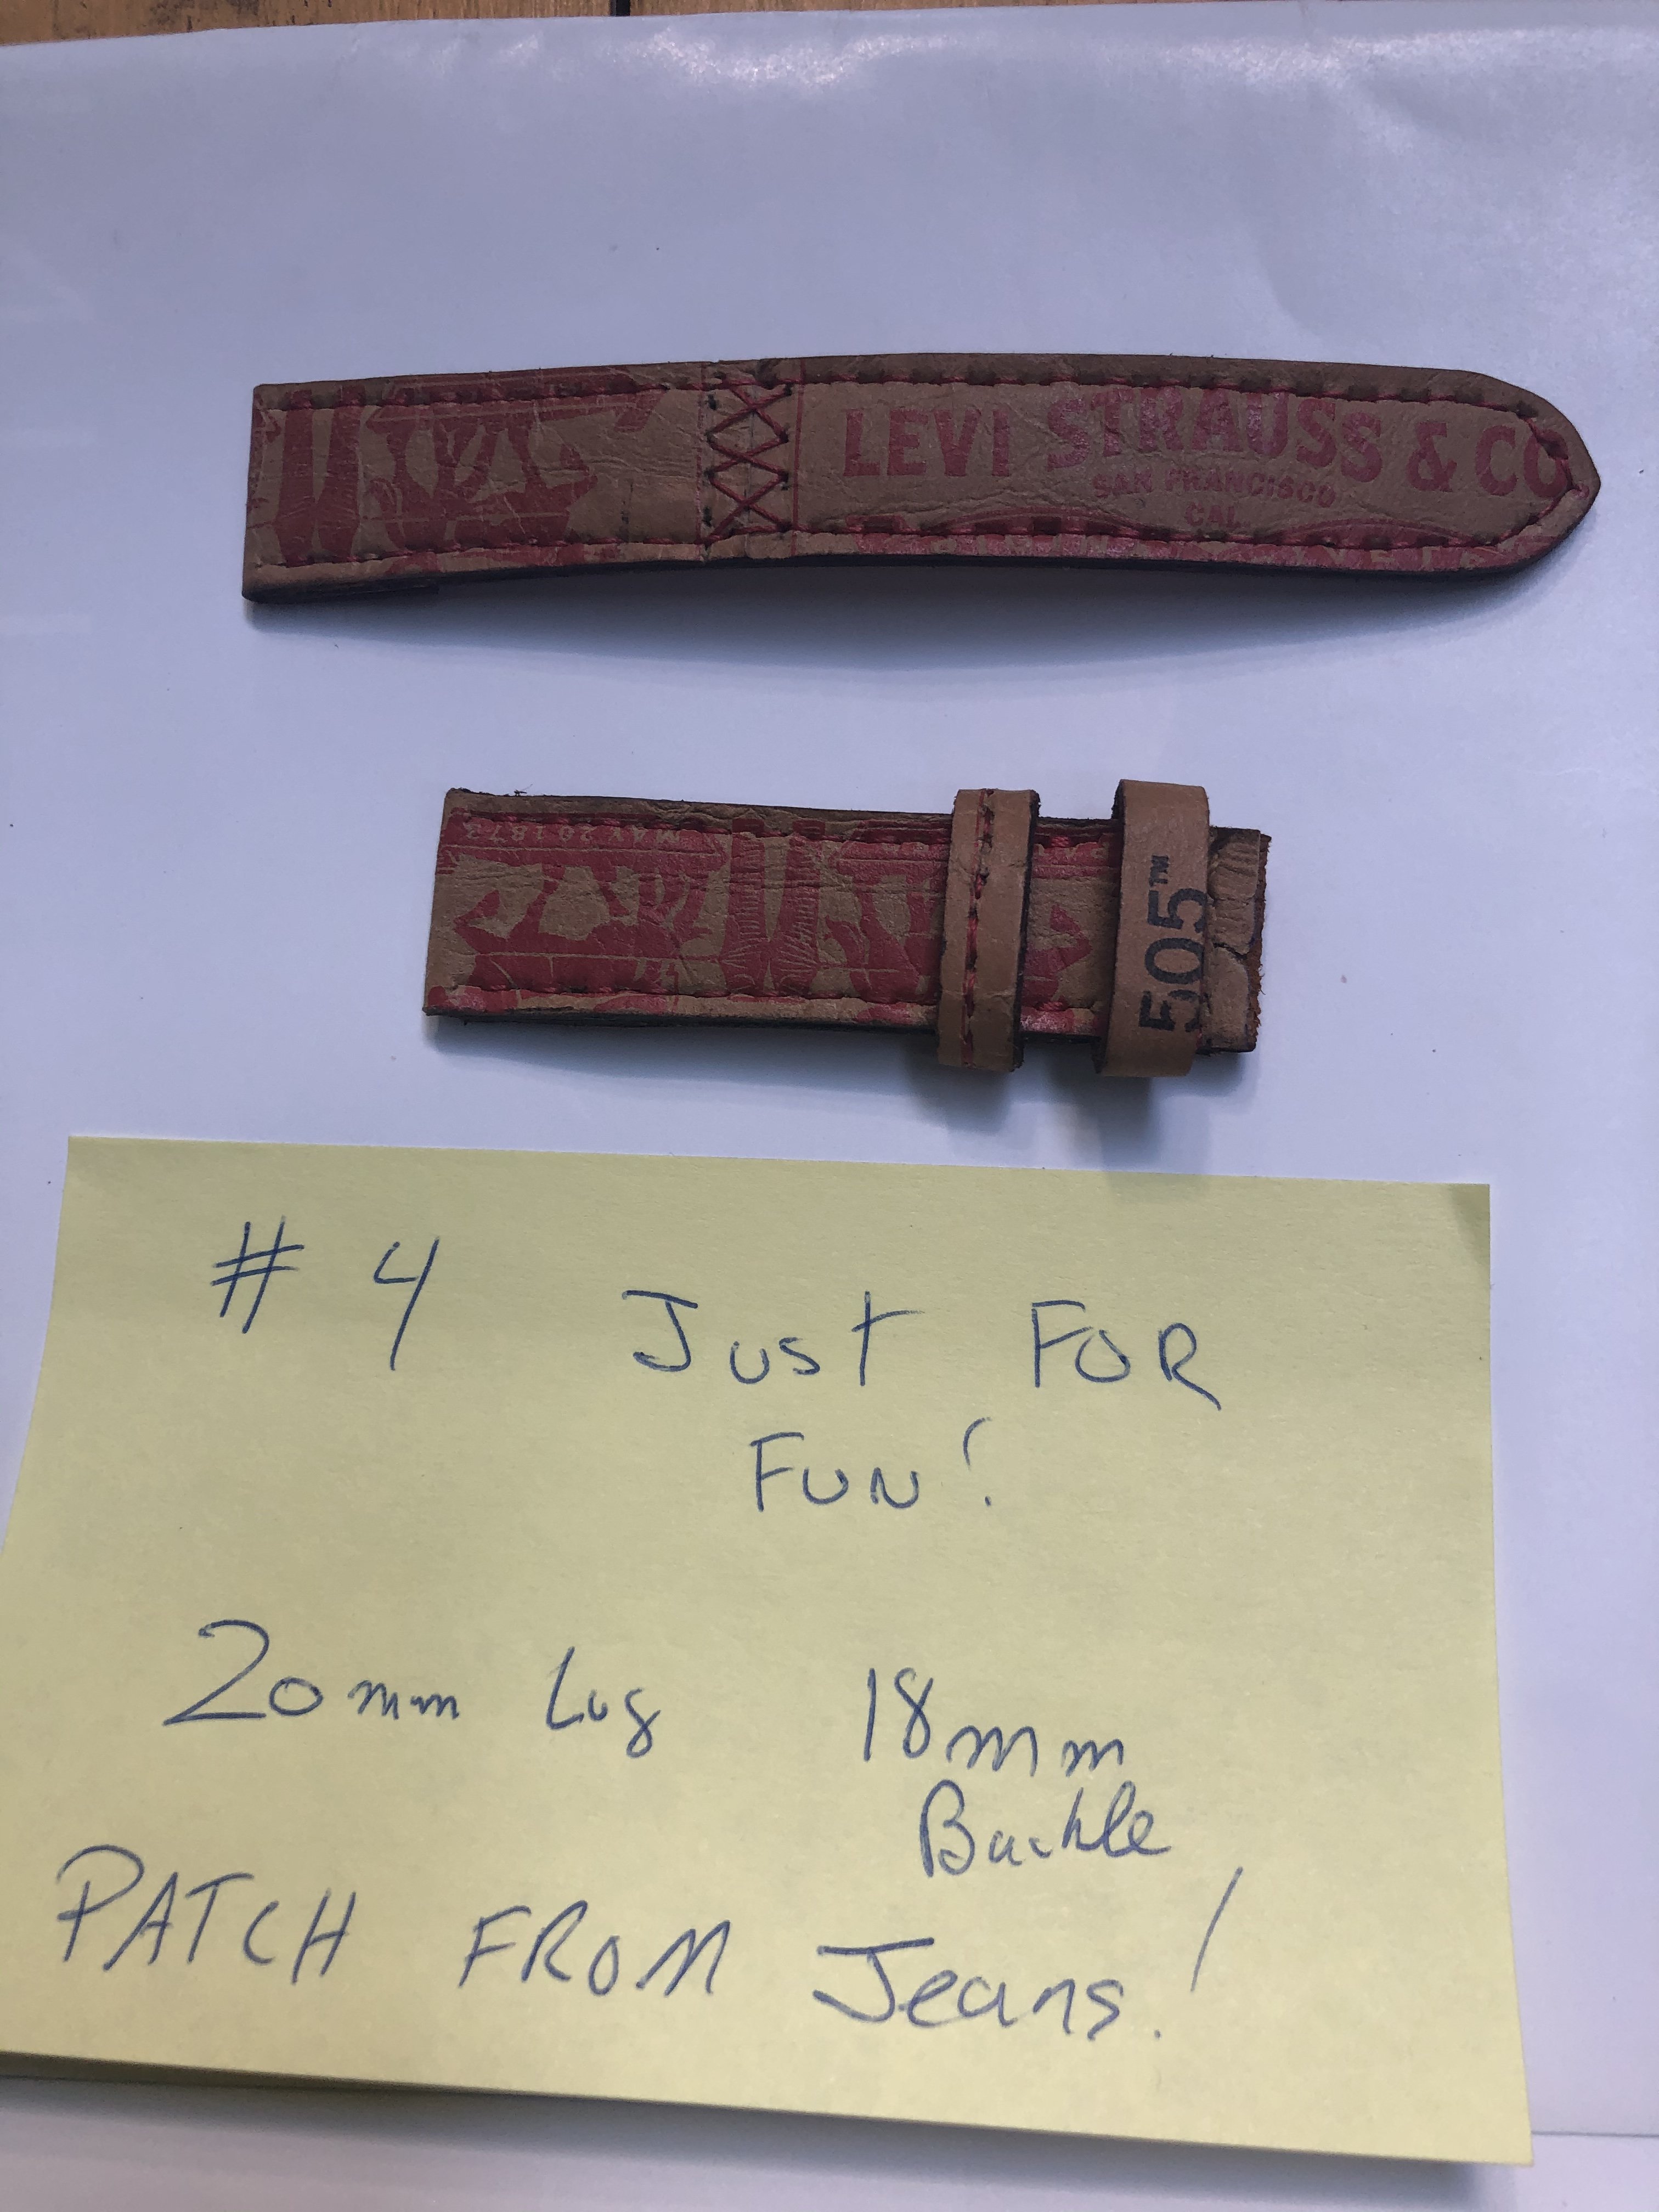 LEVI STRAUSS & CO
SAN FRANCISCO
CAL.
MAY 20 1873
505™
# 4 Just FOR
FUN!
20mm Lug 18mm
Buckle
PATCH FROM Jeans!